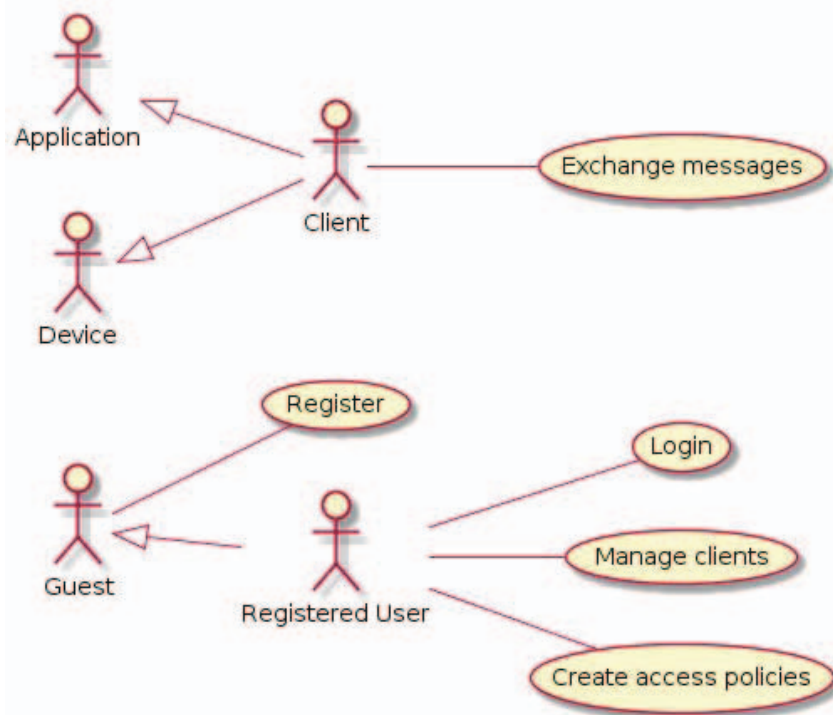 Application
Client
Exchange messages
Device
Register
Login
Guest
Manage clients
Registered User
Create access policies